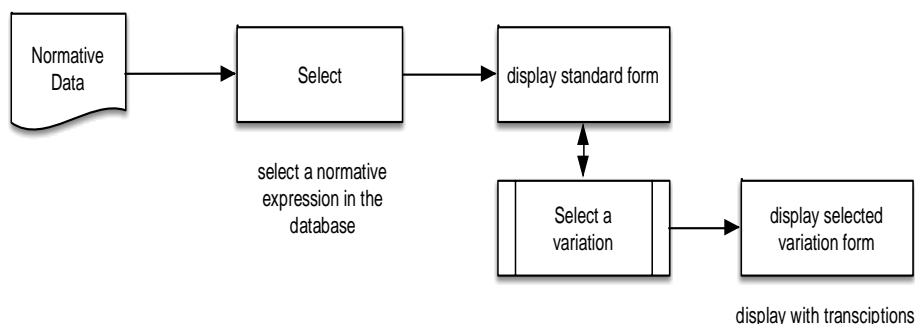 Normative
Data
Select
display standard form
select a normative
expression in the
database
Select a
variation
display selected
variation form
display with transciptions